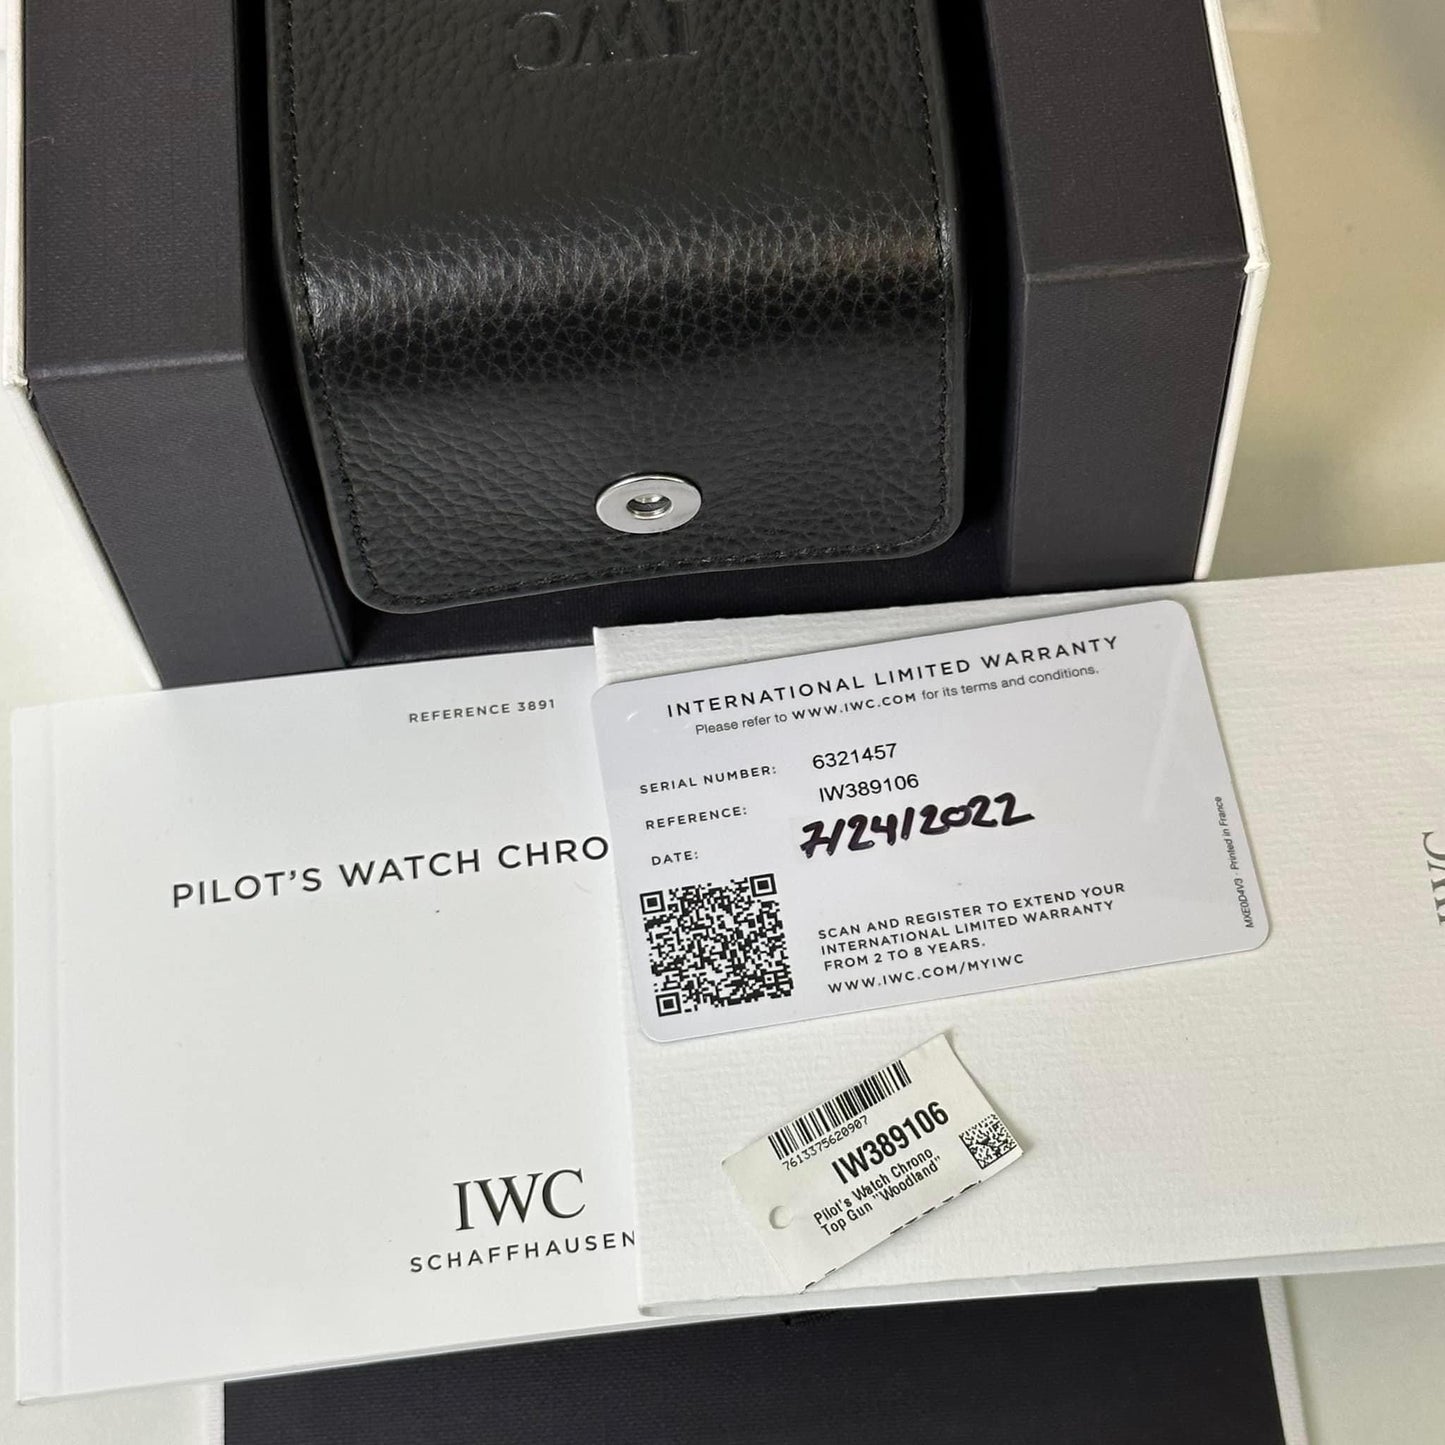 IWC
REFERENCE 3891
PILOT'S WATCH CHRO
IWC
SCHAFFHAUSEN
INTERNATIONAL LIMITED WARRANTY
Please refer to WWW.IWC.COM for its terms and conditions.
SERIAL NUMBER: 6321457
REFERENCE: IW389106
DATE: 7/24/2022
SCAN AND REGISTER TO EXTEND YOUR
INTERNATIONAL LIMITED WARRANTY
FROM 2 TO 8 YEARS.
WWW.IWC.COM/MYIWC
MXE0D4V3 · Printed in France
IWC
7613375620907
IW389106
Pilot's Watch Chrono
Top Gun "Woodland"